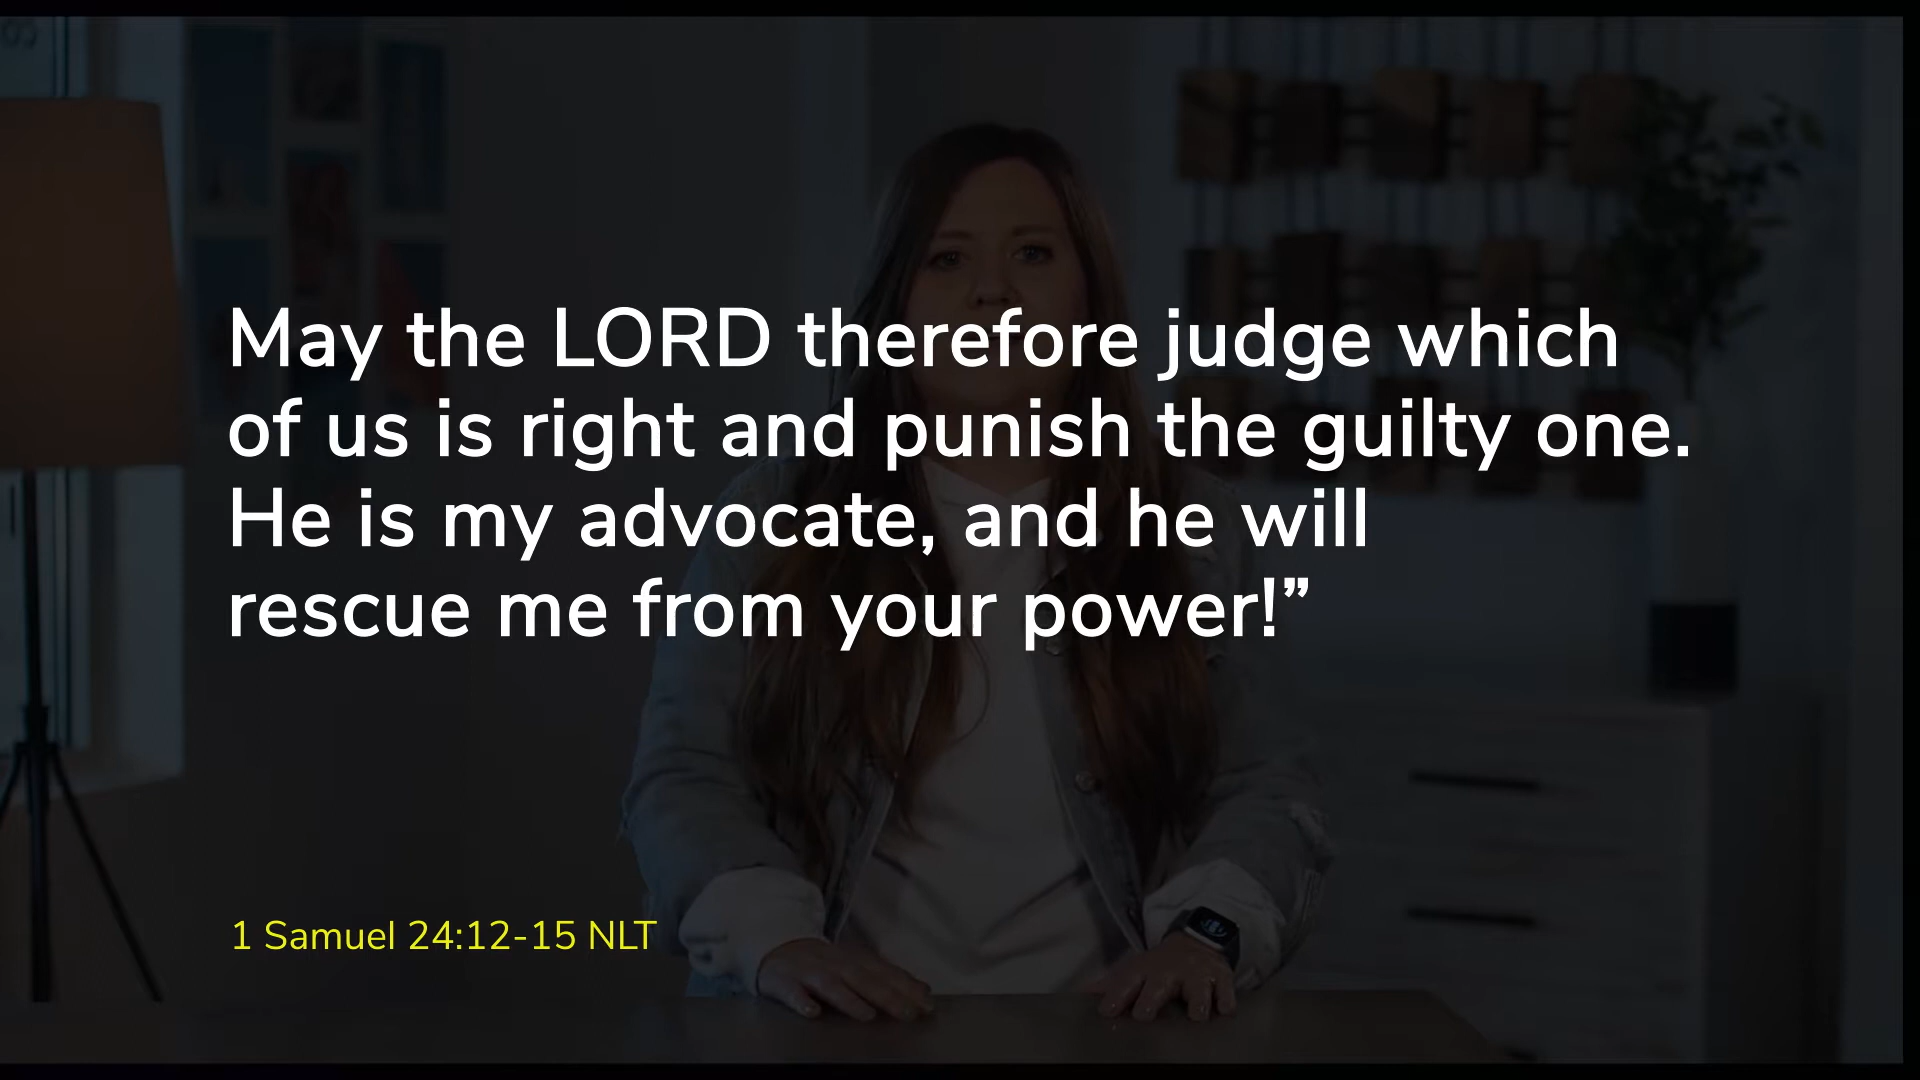 May the LORD therefore judge which
of us is right and punish the guilty one.
He is my advocate, and he will
rescue me from your power!”
1 Samuel 24:12-15 NLT